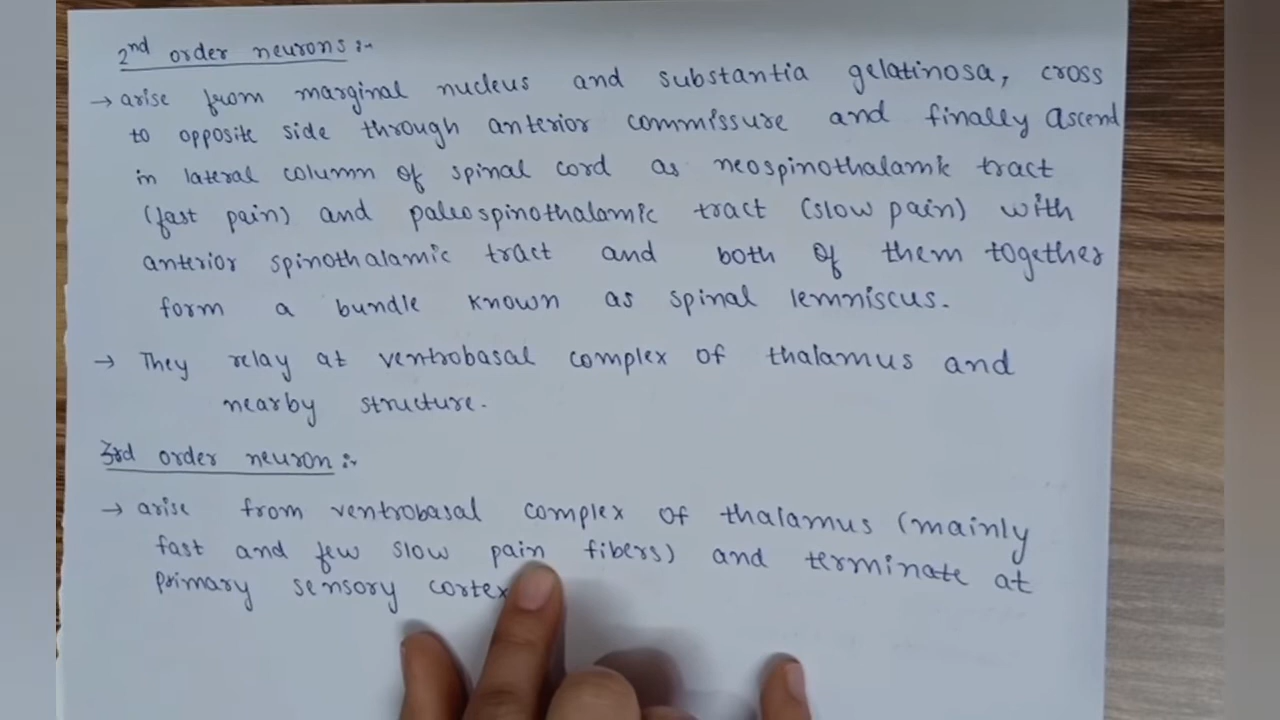 2nd order neurons :-
→ arise from marginal nucleus and substantia gelatinosa, cross
to opposite side through anterior commissure and finally ascend
in lateral column of spinal cord as neospinothalamic tract
(fast pain) and paleospinothalamic tract (slow pain) with
anterior spinothalamic tract and both of them together
form a bundle known as spinal lemniscus.
→ They relay at ventrobasal complex of thalamus and
nearby structure.
3rd order neuron :-
→ arise from ventrobasal complex of thalamus (mainly
fast and few slow pain fibers) and terminate at
primary sensory cortex